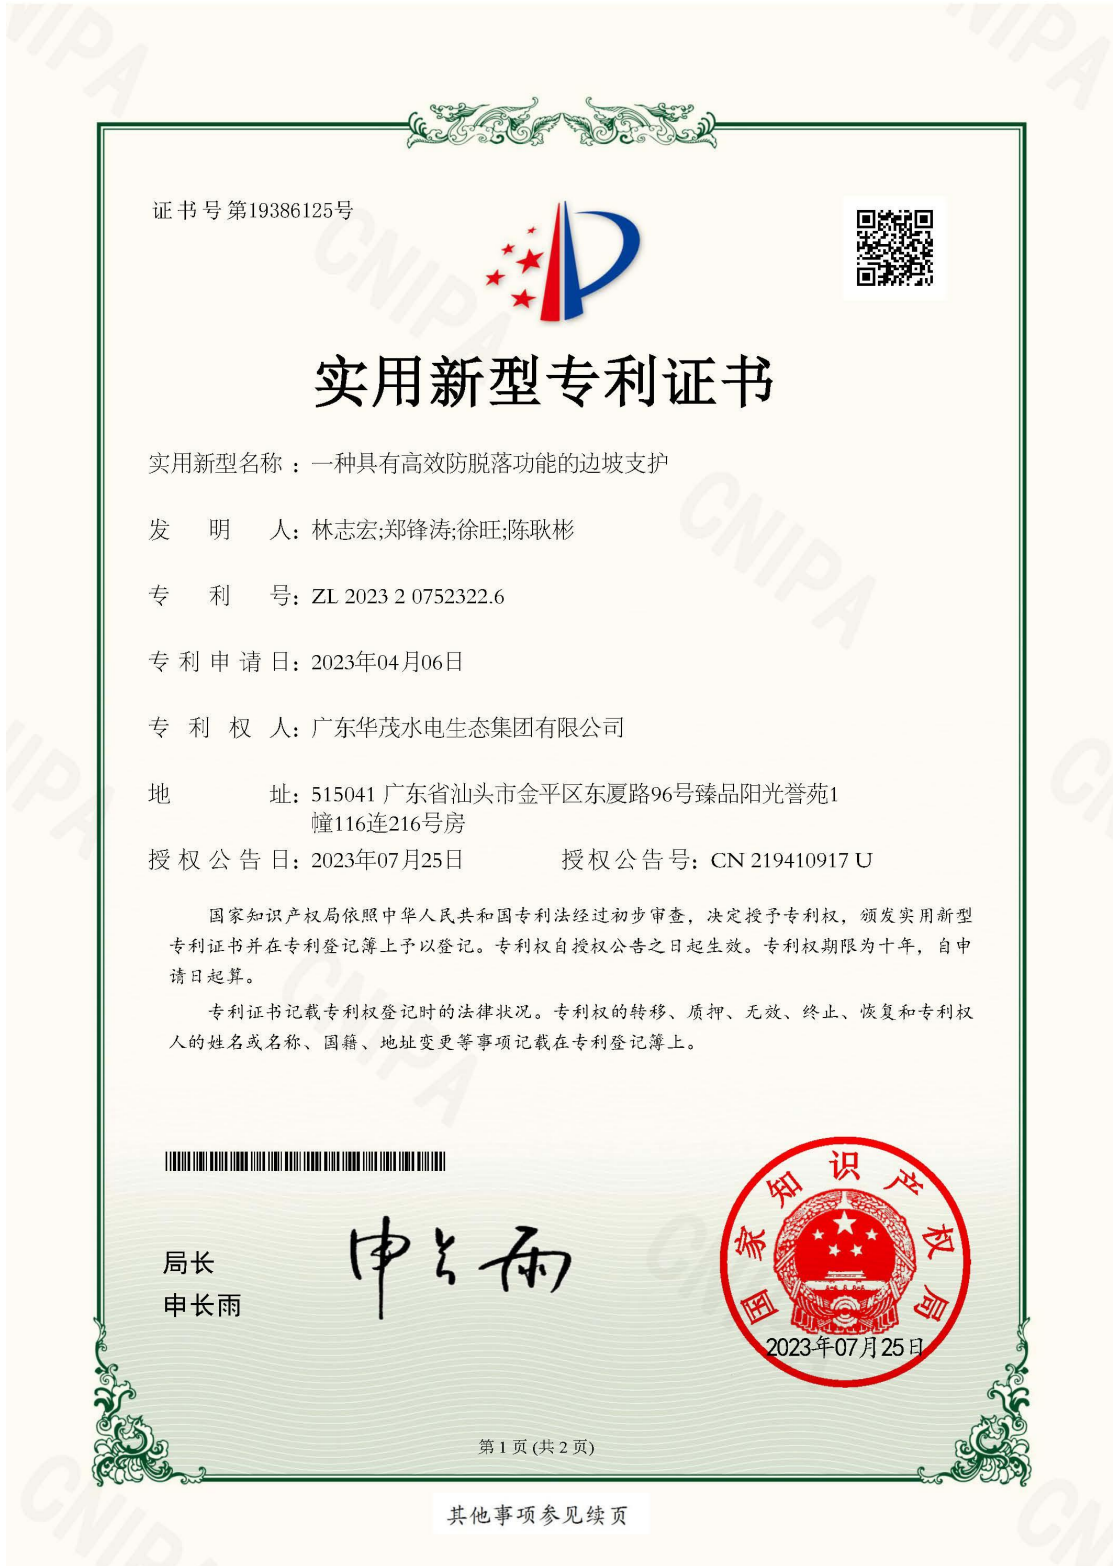 证书号第19386125号
实用新型专利证书
实用新型名称：一种具有高效防脱落功能的边坡支护
发明人：林志宏;郑锋涛;徐旺;陈耿彬
专利号：ZL 2023 2 0752322.6
专利申请日：2023年04月06日
专利权人：广东华茂水电生态集团有限公司
地址：515041 广东省汕头市金平区东厦路96号臻品阳光誉苑1
幢116连216号房
授权公告日：2023年07月25日 授权公告号：CN 219410917 U
国家知识产权局依照中华人民共和国专利法经过初步审查，决定授予专利权，颁发实用新型
专利证书并在专利登记簿上予以登记。专利权自授权公告之日起生效。专利权期限为十年，自申
请日起算。
专利证书记载专利权登记时的法律状况。专利权的转移、质押、无效、终止、恢复和专利权
人的姓名或名称、国籍、地址变更等事项记载在专利登记簿上。
局长
申长雨
申长雨
国家知识产权局
2023年07月25日
第1页(共2页)
其他事项参见续页
CNIPA
CNIPA
CNIPA
CNIPA
CNIPA
CNIPA
CNIPA